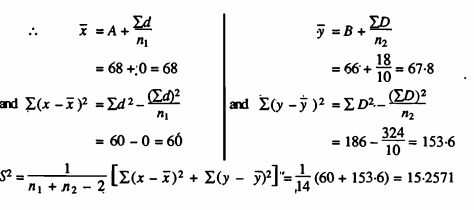 ∴ x̄ = A + Σd/n₁
= 68 + 0 = 68
and Σ(x – x̄)² = Σd² – (Σd)²/n₁
= 60 – 0 = 60
ȳ = B + ΣD/n₂
= 66 + 18/10 = 67·8
and Σ(y – ȳ)² = ΣD² – (ΣD)²/n₂
= 186 – 324/10 = 153·6
S² = 1/(n₁ + n₂ – 2) [Σ(x – x̄)² + Σ(y – ȳ)²] = 1/14 (60 + 153·6) = 15·2571